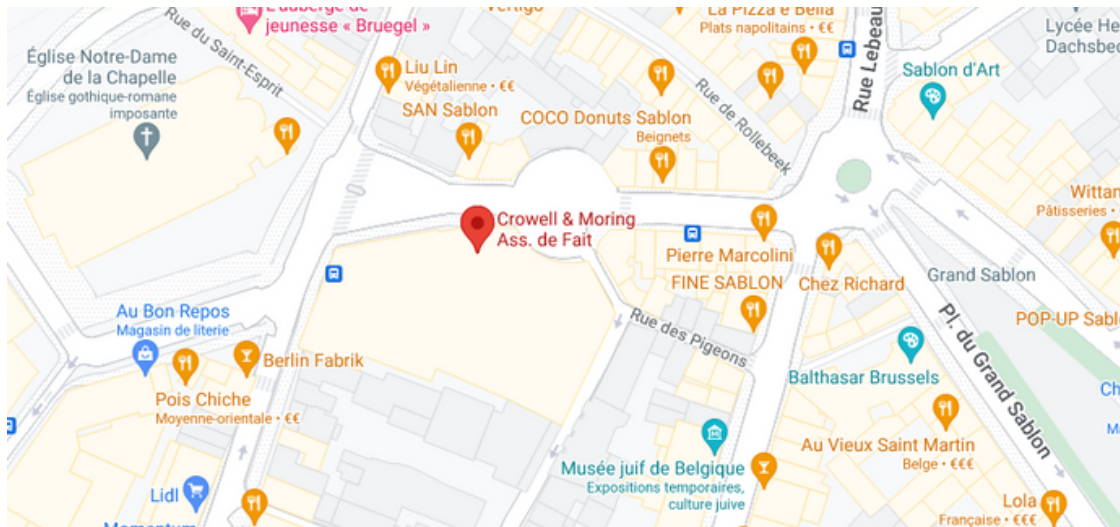 L'auberge de
jeunesse « Bruegel »
Vertigo
La Pizza è Bella
Plats napolitains • €€
Lycée He
Dachsbec
Rue du Saint-Esprit
Église Notre-Dame
de la Chapelle
Église gothique-romane
imposante
Liu Lin
Végétalienne • €€
SAN Sablon
COCO Donuts Sablon
Beignets
Rue de Rollebeek
Rue Lebeau
Sablon d'Art
Wittam
Pâtisseries •
Crowell & Moring
Ass. de Fait
Pierre Marcolini
FINE SABLON
Chez Richard
Grand Sablon
POP-UP Sabl
Pl. du Grand Sablon
Au Bon Repos
Magasin de literie
Berlin Fabrik
Pois Chiche
Moyenne-orientale • €€
Rue des Pigeons
Balthasar Brussels
Ch
Ma
Au Vieux Saint Martin
Belge • €€€
Musée juif de Belgique
Expositions temporaires,
culture juive
Lidl
Momentum
Lola
Française • €€€